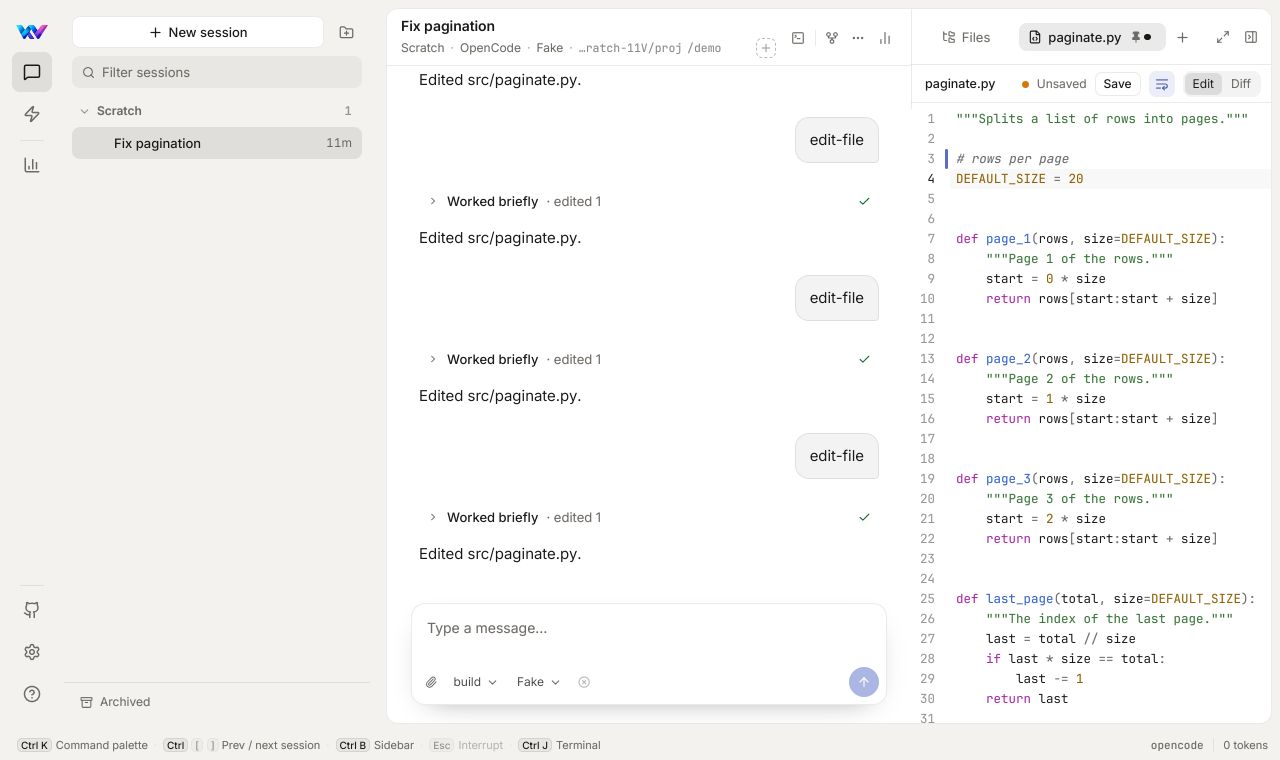 New session
Filter sessions
Scratch 1
Fix pagination 11m
Archived
Fix pagination
Scratch · OpenCode · Fake · …ratch-11V/proj /demo
Edited src/paginate.py.
edit-file
Worked briefly · edited 1
Edited src/paginate.py.
edit-file
Worked briefly · edited 1
Edited src/paginate.py.
edit-file
Worked briefly · edited 1
Edited src/paginate.py.
Type a message…
build Fake
Files paginate.py
paginate.py Unsaved Save Edit Diff
1 """Splits a list of rows into pages."""
2
3 # rows per page
4 DEFAULT_SIZE = 20
5
6
7 def page_1(rows, size=DEFAULT_SIZE):
8     """Page 1 of the rows."""
9     start = 0 * size
10     return rows[start:start + size]
11
12
13 def page_2(rows, size=DEFAULT_SIZE):
14     """Page 2 of the rows."""
15     start = 1 * size
16     return rows[start:start + size]
17
18
19 def page_3(rows, size=DEFAULT_SIZE):
20     """Page 3 of the rows."""
21     start = 2 * size
22     return rows[start:start + size]
23
24
25 def last_page(total, size=DEFAULT_SIZE):
26     """The index of the last page."""
27     last = total // size
28     if last * size == total:
29         last -= 1
30     return last
31
Ctrl K Command palette · Ctrl [ ] Prev / next session · Ctrl B Sidebar · Esc Interrupt · Ctrl J Terminal
opencode 0 tokens